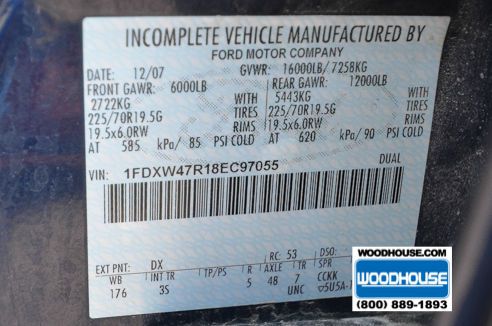 INCOMPLETE VEHICLE MANUFACTURED BY
FORD MOTOR COMPANY
DATE: 12/07 GVWR: 16000LB/ 7258KG
FRONT GAWR: 6000LB REAR GAWR: 12000LB
2722KG WITH 5443KG WITH
225/70R19.5G TIRES 225/70R19.5G TIRES
19.5x6.0RW RIMS 19.5x6.0RW RIMS
AT 585 kPa/ 85 PSI COLD AT 620 kPa/ 90 PSI COLD
VIN: 1FDXW47R18EC97055 DUAL
EXT PNT: DX RC: 53 DSO:
WB INT TR TP/PS R AXLE TR SPR
176 3S 5 48 7 CCKK
UNC 5U5A-
WOODHOUSE.COM
WOODHOUSE
(800) 889-1893